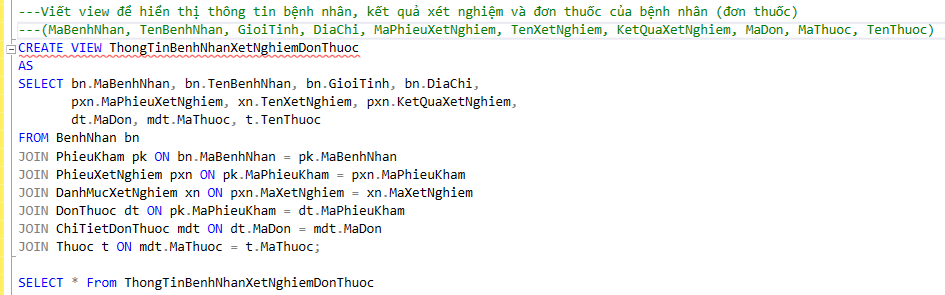 ---Viết view để hiển thị thông tin bệnh nhân, kết quả xét nghiệm và đơn thuốc của bệnh nhân (đơn thuốc)
---(MaBenhNhan, TenBenhNhan, GioiTinh, DiaChi, MaPhieuXetNghiem, TenXetNghiem, KetQuaXetNghiem, MaDon, MaThuoc, TenThuoc)
CREATE VIEW ThongTinBenhNhanXetNghiemDonThuoc
AS
SELECT bn.MaBenhNhan, bn.TenBenhNhan, bn.GioiTinh, bn.DiaChi,
pxn.MaPhieuXetNghiem, xn.TenXetNghiem, pxn.KetQuaXetNghiem,
dt.MaDon, mdt.MaThuoc, t.TenThuoc
FROM BenhNhan bn
JOIN PhieuKham pk ON bn.MaBenhNhan = pk.MaBenhNhan
JOIN PhieuXetNghiem pxn ON pk.MaPhieuKham = pxn.MaPhieuKham
JOIN DanhMucXetNghiem xn ON pxn.MaXetNghiem = xn.MaXetNghiem
JOIN DonThuoc dt ON pk.MaPhieuKham = dt.MaPhieuKham
JOIN ChiTietDonThuoc mdt ON dt.MaDon = mdt.MaDon
JOIN Thuoc t ON mdt.MaThuoc = t.MaThuoc;
SELECT * From ThongTinBenhNhanXetNghiemDonThuoc